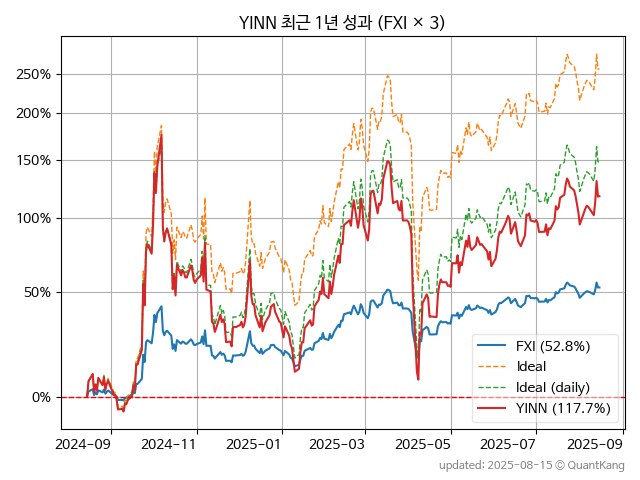 YINN 최근 1년 성과 (FXI × 3)
250%
200%
150%
100%
50%
0%
FXI (52.8%)
Ideal
Ideal (daily)
YINN (117.7%)
2024-09
2024-11
2025-01
2025-03
2025-05
2025-07
2025-09
updated: 2025-08-15 © QuantKang